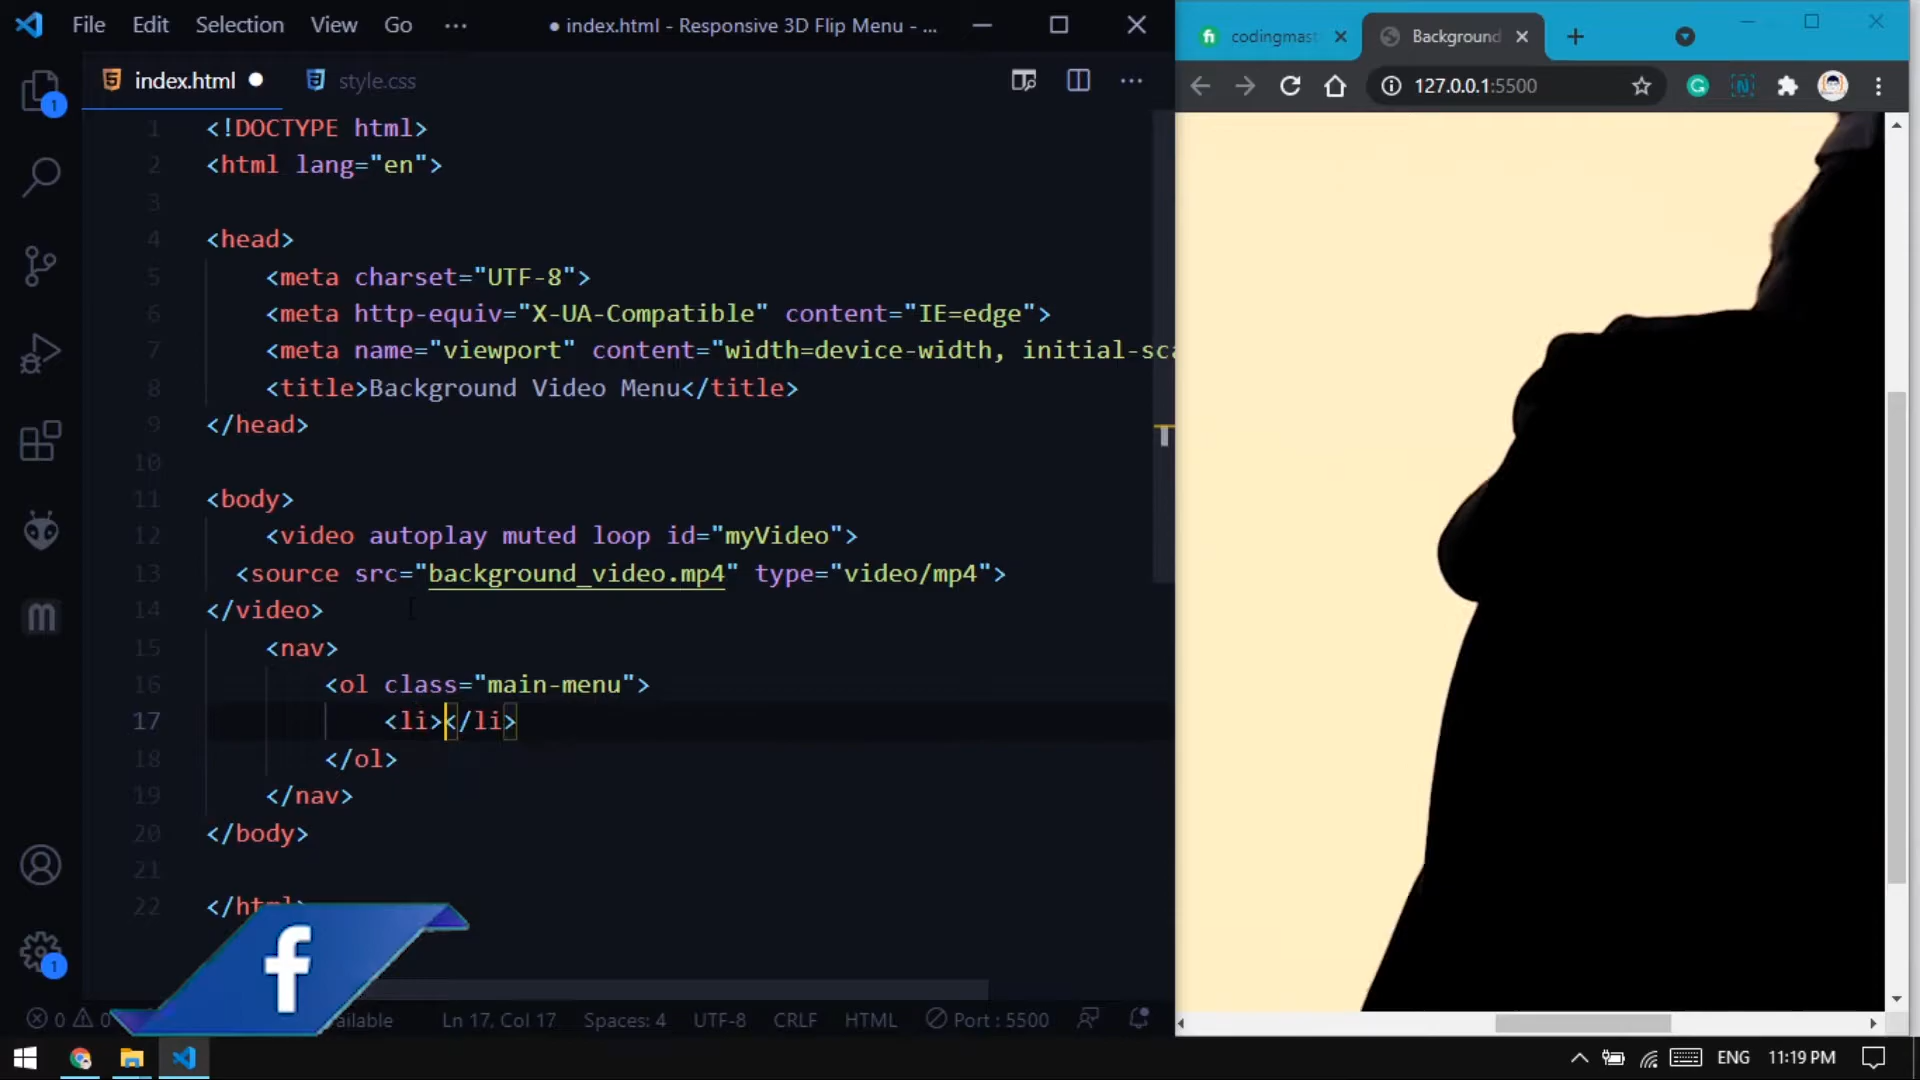 File Edit Selection View Go ··· ● index.html - Responsive 3D Flip Menu - ...
index.html ● style.css
1 <!DOCTYPE html>
2 <html lang="en">
3
4 <head>
5 <meta charset="UTF-8">
6 <meta http-equiv="X-UA-Compatible" content="IE=edge">
7 <meta name="viewport" content="width=device-width, initial-sca
8 <title>Background Video Menu</title>
9 </head>
10
11 <body>
12 <video autoplay muted loop id="myVideo">
13 <source src="background_video.mp4" type="video/mp4">
14 </video>
15 <nav>
16 <ol class="main-menu">
17 <li></li>
18 </ol>
19 </nav>
20 </body>
21
22 </html>
1
1
m
f
0 0 ailable Ln 17, Col 17 Spaces: 4 UTF-8 CRLF HTML Port : 5500
fi codingmast Background
127.0.0.1:5500
ENG 11:19 PM